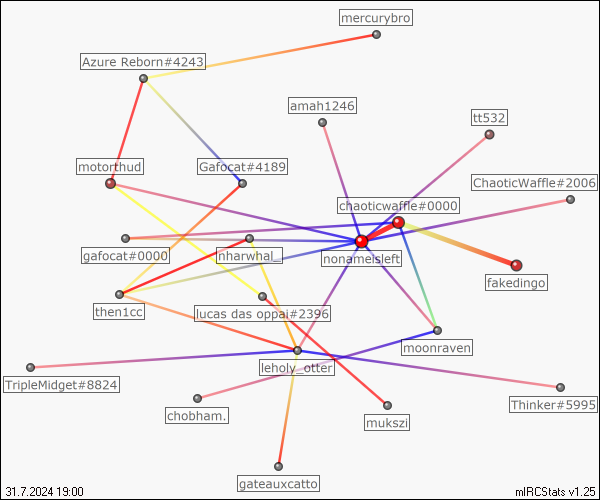 mercurybro
Azure Reborn#4243
amah1246
tt532
motorthud
Gafocat#4189
ChaoticWaffle#2006
chaoticwaffle#0000
gafocat#0000
nharwhal_
nonameisleft
fakedingo
then1cc
lucas das oppai#2396
moonraven
leholy_otter
TripleMidget#8824
Thinker#5995
chobham.
mukszi
gateauxcatto
31.7.2024 19:00
mIRCStats v1.25